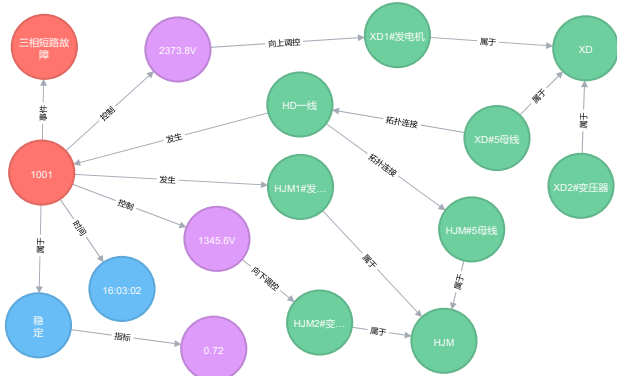 三相短路故
障
2373.8V
向上调控
XD1#发电机
属于
XD
事件
控制
HD一线
拓扑连接
XD#5母线
属于
属于
发生
1001
发生
HJM1#发...
拓扑连接
XD2#变压器
控制
1345.6V
HJM#5母线
属于
时间
属于
属于
16:03:02
向下调控
稳
定
指标
0.72
HJM2#变...
属于
HJM